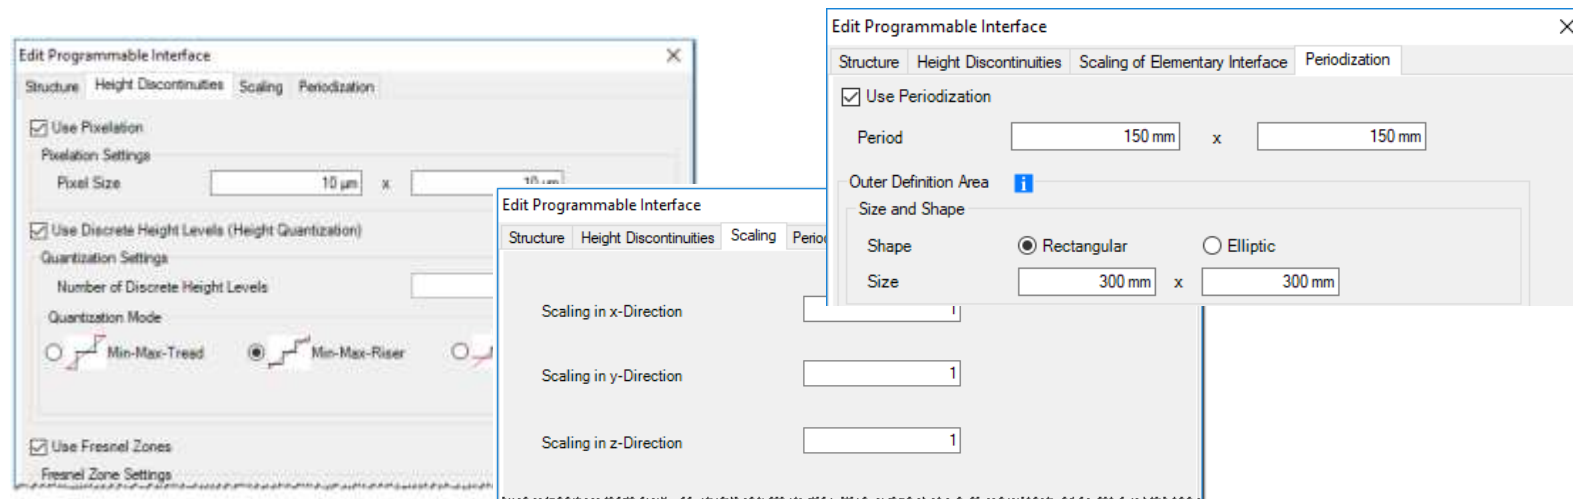 Edit Programmable Interface
Structure Height Discontinuities Scaling Periodization
Use Pixelation
Pixelation Settings
Pixel Size 10 µm x 10 µm
Use Discrete Height Levels (Height Quantization)
Quantization Settings
Number of Discrete Height Levels
Quantization Mode
Min-Max-Tread Min-Max-Riser
Use Fresnel Zones
Fresnel Zone Settings
Edit Programmable Interface
Structure Height Discontinuities Scaling Perio
Scaling in x-Direction 1
Scaling in y-Direction 1
Scaling in z-Direction 1
Edit Programmable Interface
Structure Height Discontinuities Scaling of Elementary Interface Periodization
Use Periodization
Period 150 mm x 150 mm
Outer Definition Area i
Size and Shape
Shape Rectangular Elliptic
Size 300 mm x 300 mm